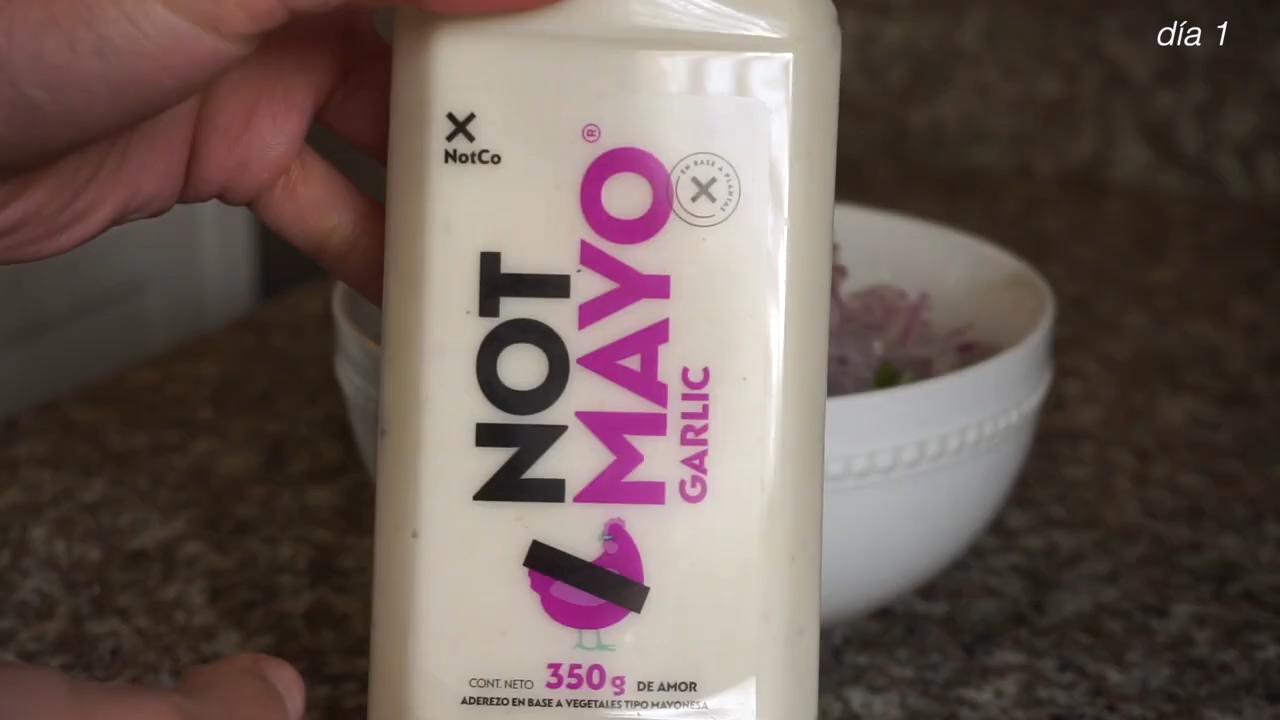 día 1
NotCo
NOT
MAYO®
GARLIC
EN BASE A PLANTAS
CONT. NETO 350 g DE AMOR
ADEREZO EN BASE A VEGETALES TIPO MAYONESA